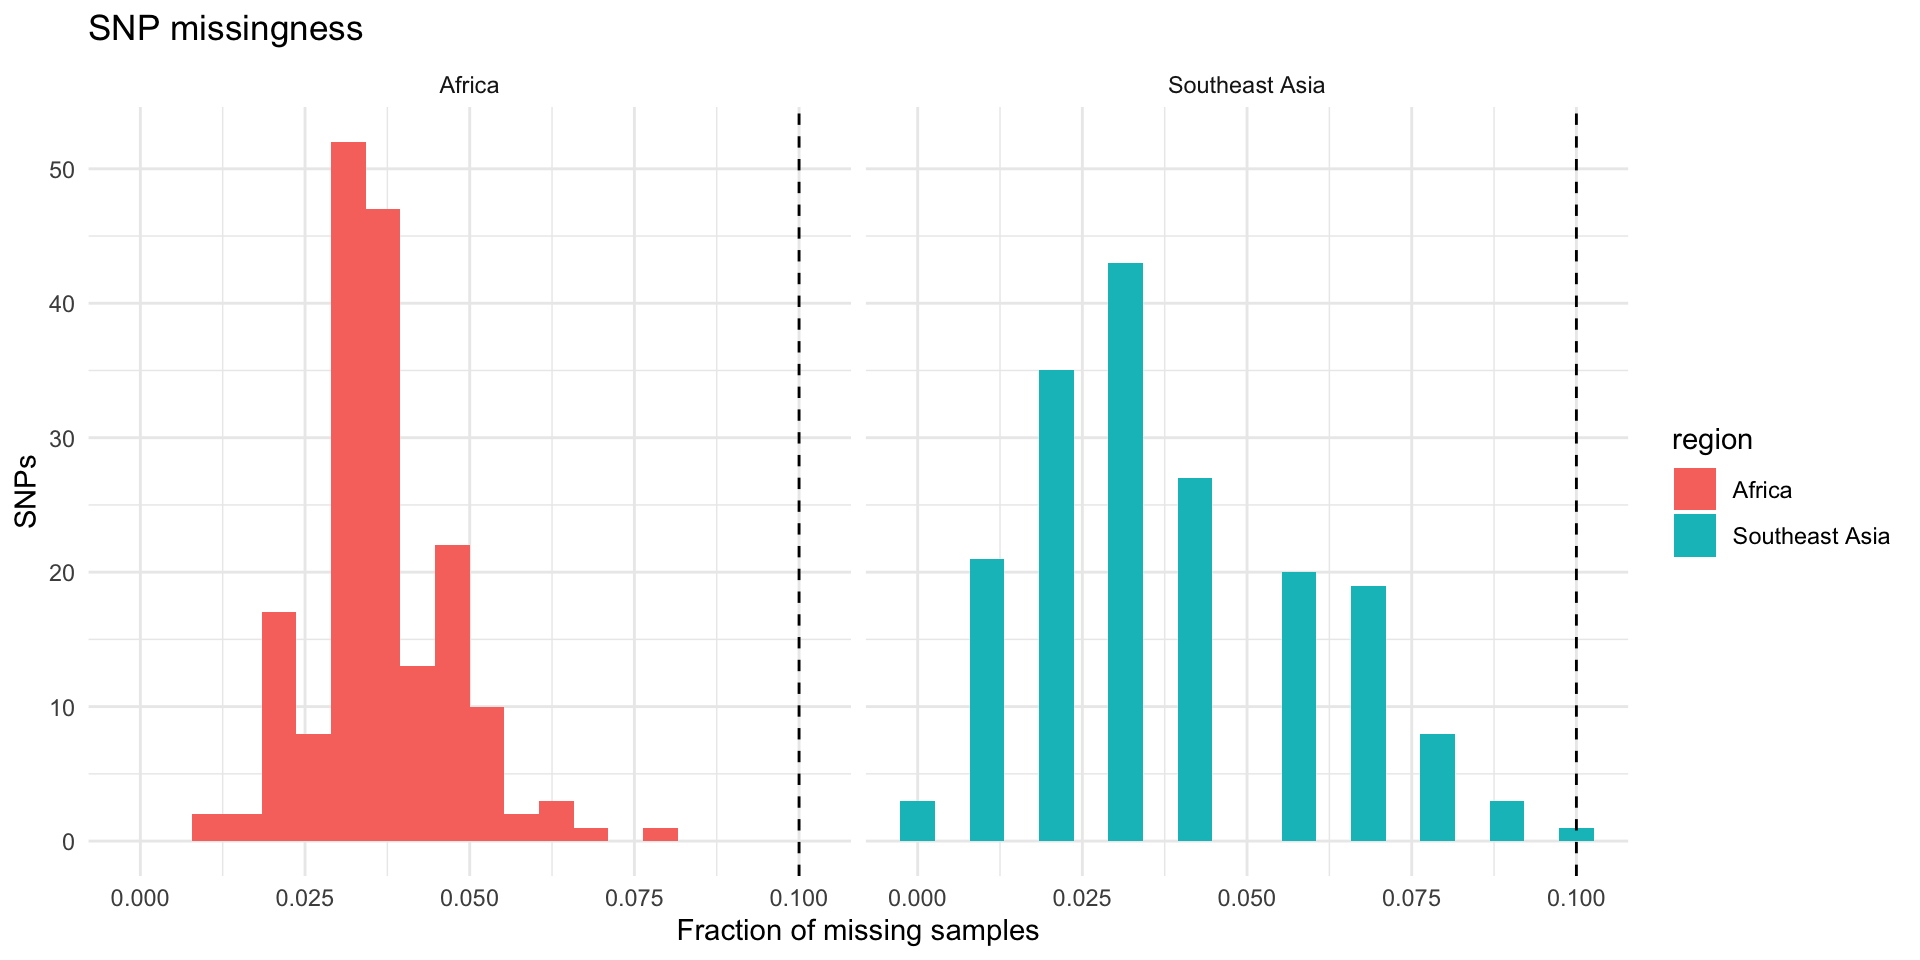 SNP missingness
Africa
Southeast Asia
SNPs
50
40
30
20
10
0
0.000 0.025 0.050 0.075 0.100
0.000 0.025 0.050 0.075 0.100
Fraction of missing samples
region
Africa
Southeast Asia